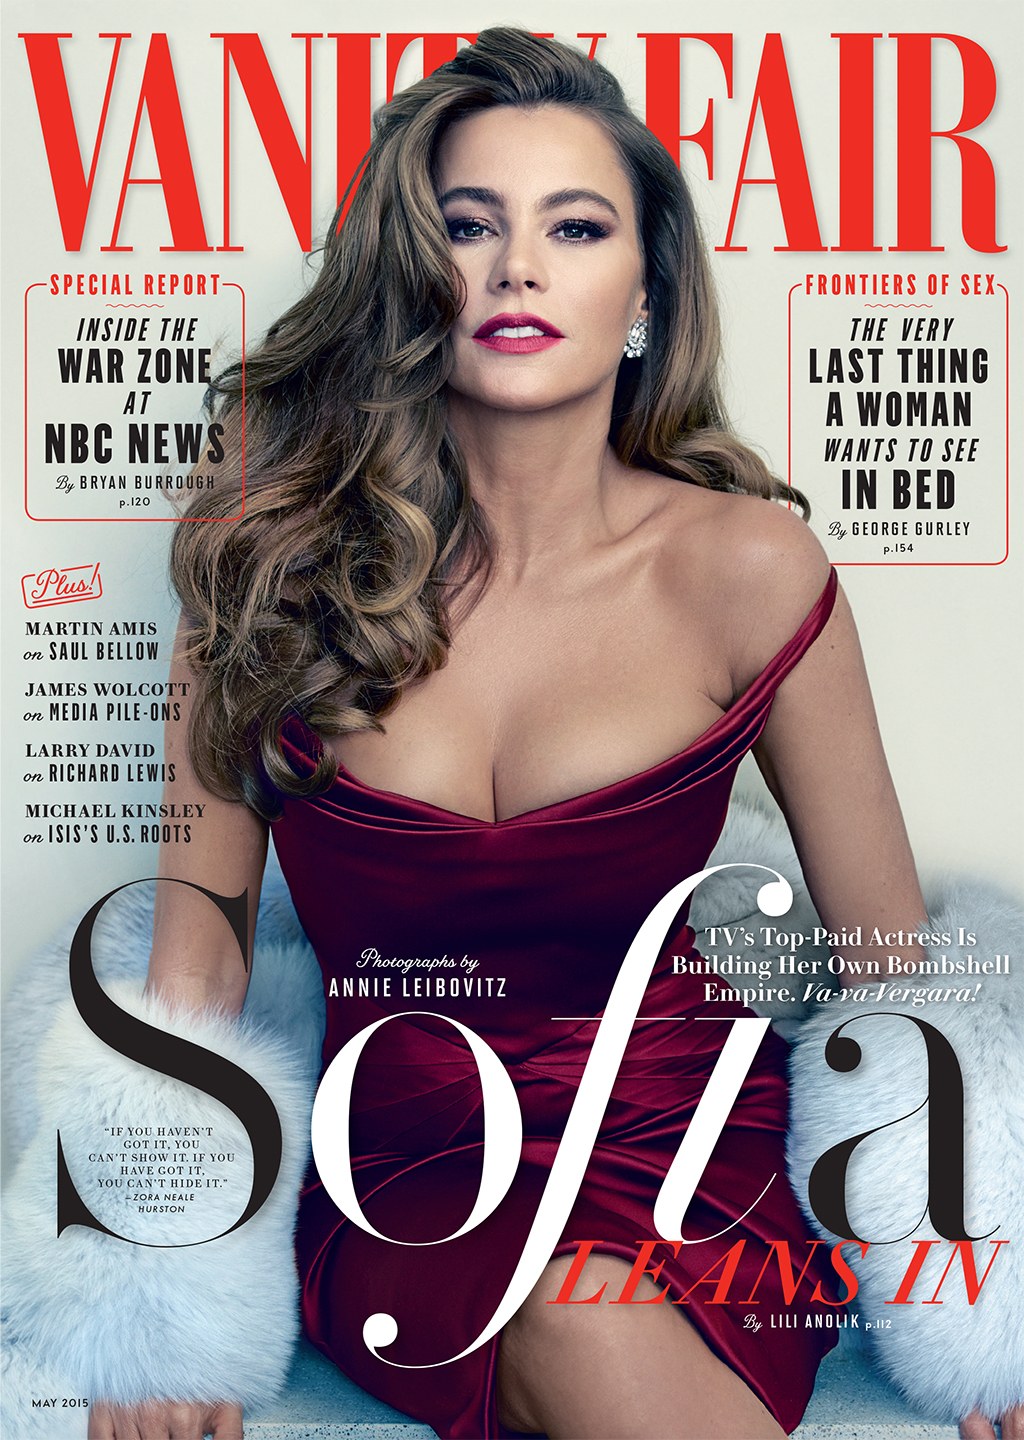 VANITY FAIR
SPECIAL REPORT
INSIDE THE
WAR ZONE
AT
NBC NEWS
By BRYAN BURROUGH
p.120
FRONTIERS OF SEX
THE VERY
LAST THING
A WOMAN
WANTS TO SEE
IN BED
By GEORGE GURLEY
p.154
Plus!
MARTIN AMIS
on SAUL BELLOW
JAMES WOLCOTT
on MEDIA PILE-ONS
LARRY DAVID
on RICHARD LEWIS
MICHAEL KINSLEY
on ISIS'S U.S. ROOTS
Photographs by
ANNIE LEIBOVITZ
TV's Top-Paid Actress Is
Building Her Own Bombshell
Empire. Va-va-Vergara!
Sofia
LEANS IN
By LILI ANOLIK p.112
"IF YOU HAVEN'T
GOT IT, YOU
CAN'T SHOW IT. IF YOU
HAVE GOT IT,
YOU CAN'T HIDE IT."
—ZORA NEALE
HURSTON
MAY 2015